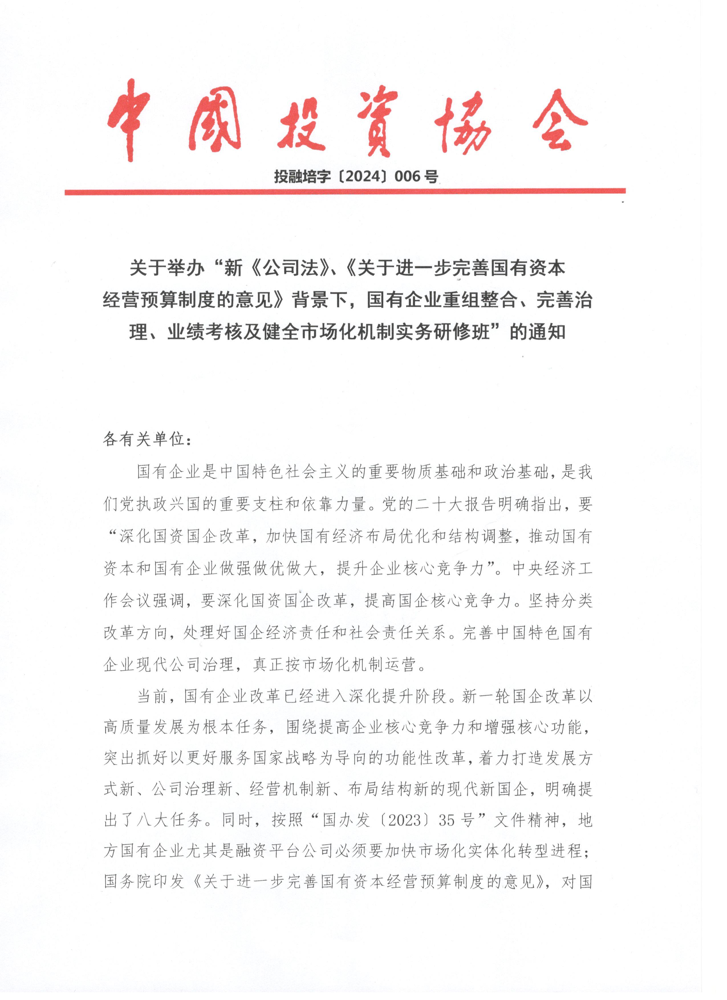 中國投資協会
投融培字〔2024〕006号
关于举办“新《公司法》、《关于进一步完善国有资本
经营预算制度的意见》背景下，国有企业重组整合、完善治
理、业绩考核及健全市场化机制实务研修班”的通知
各有关单位：
国有企业是中国特色社会主义的重要物质基础和政治基础，是我
们党执政兴国的重要支柱和依靠力量。党的二十大报告明确指出，要
“深化国资国企改革，加快国有经济布局优化和结构调整，推动国有
资本和国有企业做强做优做大，提升企业核心竞争力”。中央经济工
作会议强调，要深化国资国企改革，提高国企核心竞争力。坚持分类
改革方向，处理好国企经济责任和社会责任关系。完善中国特色国有
企业现代公司治理，真正按市场化机制运营。
当前，国有企业改革已经进入深化提升阶段。新一轮国企改革以
高质量发展为根本任务，围绕提高企业核心竞争力和增强核心功能，
突出抓好以更好服务国家战略为导向的功能性改革，着力打造发展方
式新、公司治理新、经营机制新、布局结构新的现代新国企，明确提
出了八大任务。同时，按照“国办发〔2023〕35号”文件精神，地
方国有企业尤其是融资平台公司必须要加快市场化实体化转型进程；
国务院印发《关于进一步完善国有资本经营预算制度的意见》，对国